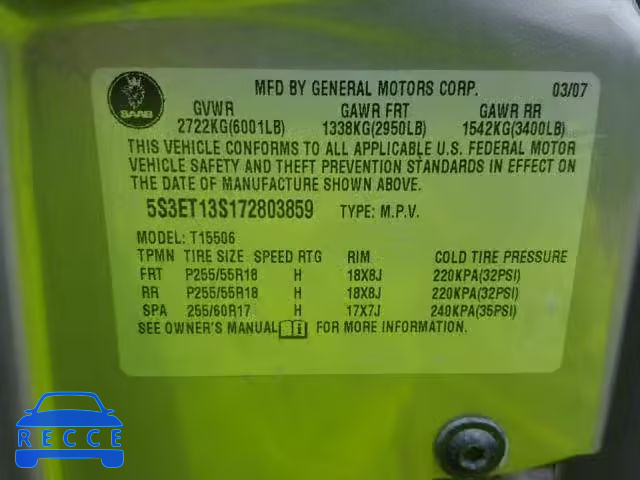 MFD BY GENERAL MOTORS CORP. 03/07
SAAB
GVWR GAWR FRT GAWR RR
2722KG(6001LB) 1338KG(2950LB) 1542KG(3400LB)
THIS VEHICLE CONFORMS TO ALL APPLICABLE U.S. FEDERAL MOTOR
VEHICLE SAFETY AND THEFT PREVENTION STANDARDS IN EFFECT ON
THE DATE OF MANUFACTURE SHOWN ABOVE.
5S3ET13S172803859 TYPE: M.P.V.
MODEL: T15506
TPMN TIRE SIZE SPEED RTG RIM COLD TIRE PRESSURE
FRT P255/55R18 H 18X8J 220KPA(32PSI)
RR P255/55R18 H 18X8J 220KPA(32PSI)
SPA 255/60R17 H 17X7J 240KPA(35PSI)
SEE OWNER'S MANUAL FOR MORE INFORMATION.
RECCE